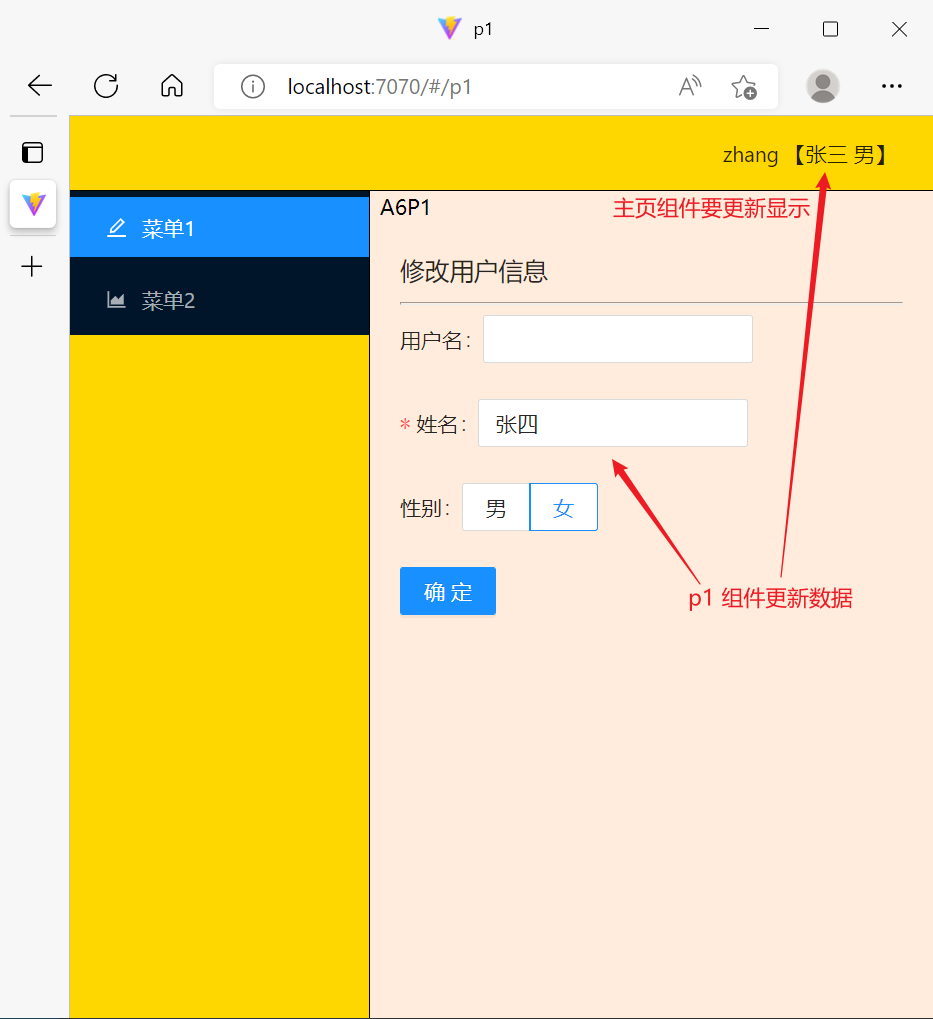 p1
localhost:7070/#/p1
zhang 【张三 男】
菜单1
菜单2
A6P1
主页组件要更新显示
修改用户信息
用户名:
* 姓名: 张四
性别: 男 女
确 定
p1 组件更新数据